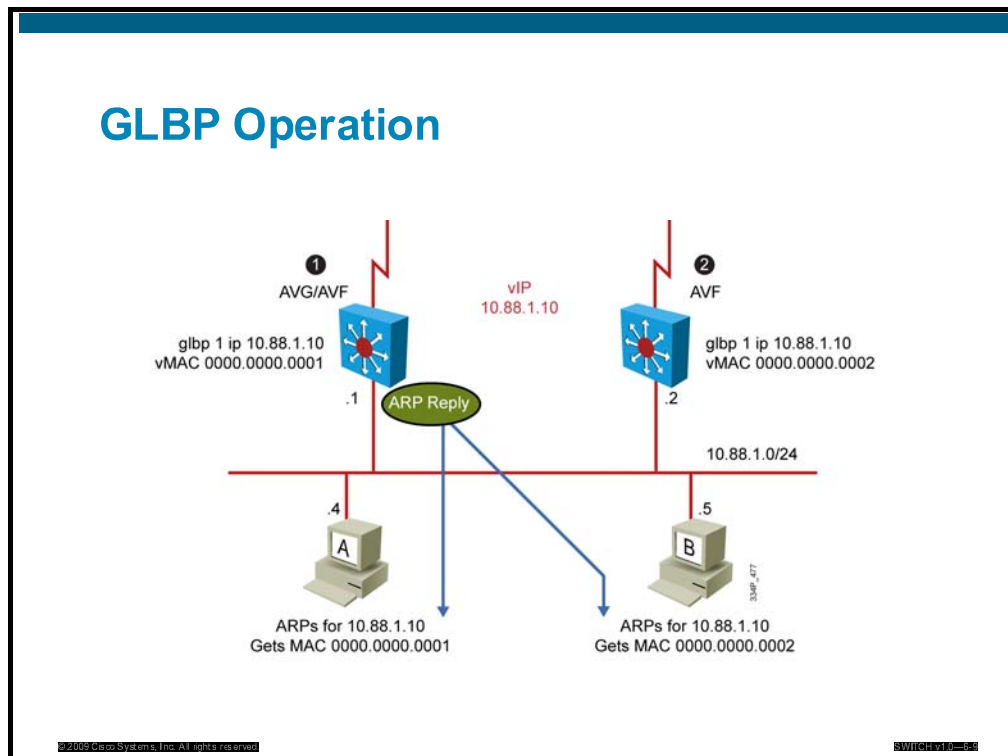 GLBP Operation
1
AVG/AVF
vIP
10.88.1.10
2
AVF
glbp 1 ip 10.88.1.10
vMAC 0000.0000.0001
glbp 1 ip 10.88.1.10
vMAC 0000.0000.0002
.1
ARP Reply
.2
10.88.1.0/24
.4
.5
A
B
334P_477
ARPs for 10.88.1.10
Gets MAC 0000.0000.0001
ARPs for 10.88.1.10
Gets MAC 0000.0000.0002
© 2009 Cisco Systems, Inc. All rights reserved.
SWITCH v1.0—6-9